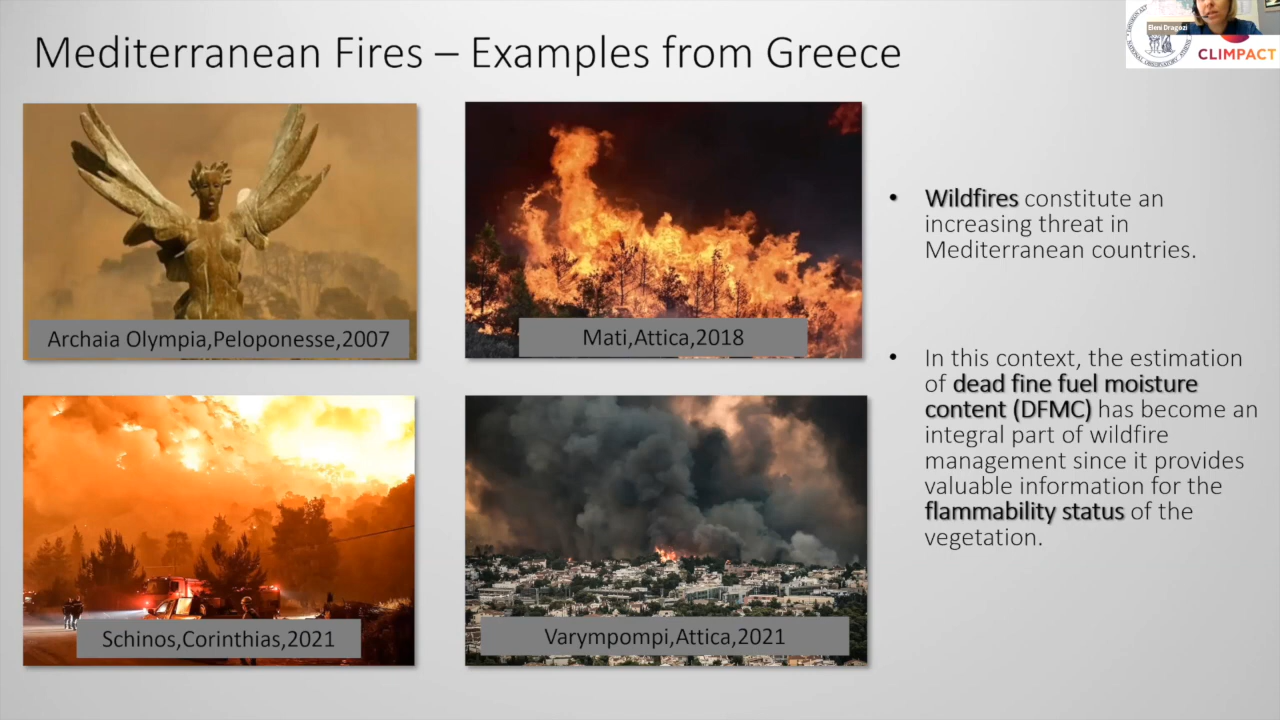 Mediterranean Fires – Examples from Greece
Eleni Dragozi
CLIMPACT
Archaia Olympia,Peloponesse,2007
Mati,Attica,2018
Schinos,Corinthias,2021
Varympompi,Attica,2021
• Wildfires constitute an
increasing threat in
Mediterranean countries.
• In this context, the estimation
of dead fine fuel moisture
content (DFMC) has become an
integral part of wildfire
management since it provides
valuable information for the
flammability status of the
vegetation.